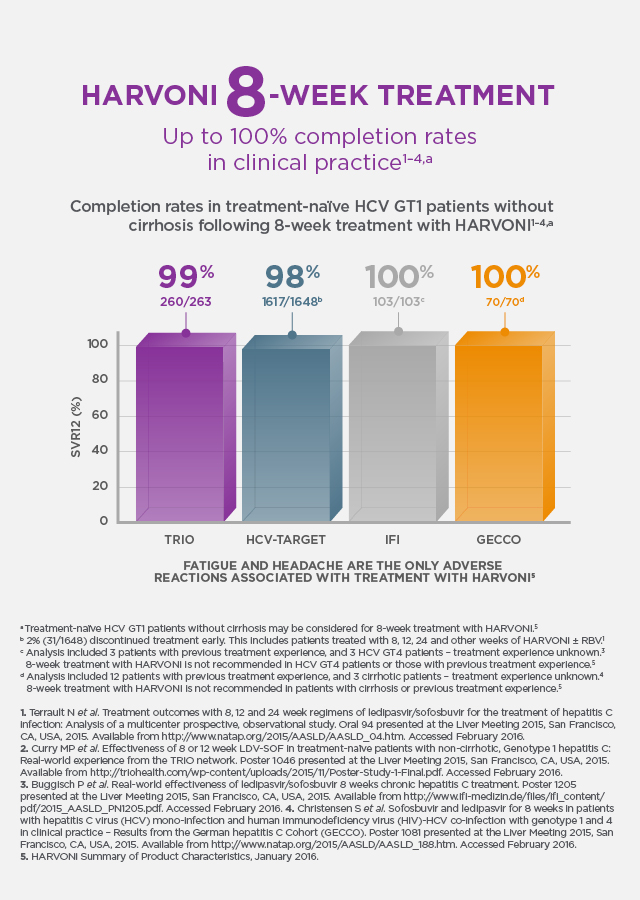 HARVONI 8-WEEK TREATMENT
Up to 100% completion rates
in clinical practice¹⁻⁴,ᵃ
Completion rates in treatment-naïve HCV GT1 patients without
cirrhosis following 8-week treatment with HARVONI¹⁻⁴,ᵃ
99% 98% 100% 100%
260/263 1617/1648ᵇ 103/103ᶜ 70/70ᵈ
SVR12 (%)
100
80
60
40
20
0
TRIO HCV-TARGET IFI GECCO
FATIGUE AND HEADACHE ARE THE ONLY ADVERSE
REACTIONS ASSOCIATED WITH TREATMENT WITH HARVONI⁵
ᵃ Treatment-naïve HCV GT1 patients without cirrhosis may be considered for 8-week treatment with HARVONI.⁵
ᵇ 2% (31/1648) discontinued treatment early. This includes patients treated with 8, 12, 24 and other weeks of HARVONI ± RBV.¹
ᶜ Analysis included 3 patients with previous treatment experience, and 3 HCV GT4 patients – treatment experience unknown.³
8-week treatment with HARVONI is not recommended in HCV GT4 patients or those with previous treatment experience.⁵
ᵈ Analysis included 12 patients with previous treatment experience, and 3 cirrhotic patients – treatment experience unknown.⁴
8-week treatment with HARVONI is not recommended in patients with cirrhosis or previous treatment experience.⁵
1. Terrault N et al. Treatment outcomes with 8, 12 and 24 week regimens of ledipasvir/sofosbuvir for the treatment of hepatitis C
infection: Analysis of a multicenter prospective, observational study. Oral 94 presented at the Liver Meeting 2015, San Francisco,
CA, USA, 2015. Available from http://www.natap.org/2015/AASLD/AASLD_04.htm. Accessed February 2016.
2. Curry MP et al. Effectiveness of 8 or 12 week LDV-SOF in treatment-naïve patients with non-cirrhotic, Genotype 1 hepatitis C:
Real-world experience from the TRIO network. Poster 1046 presented at the Liver Meeting 2015, San Francisco, CA, USA, 2015.
Available from http://triohealth.com/wp-content/uploads/2015/11/Poster-Study-1-Final.pdf. Accessed February 2016.
3. Buggisch P et al. Real-world effectiveness of ledipasvir/sofosbuvir 8 weeks chronic hepatitis C treatment. Poster 1205
presented at the Liver Meeting 2015, San Francisco, CA, USA, 2015. Available from http://www.ifi-medizin.de/files/ifi_content/
pdf/2015_AASLD_PN1205.pdf. Accessed February 2016. 4. Christensen S et al. Sofosbuvir and ledipasvir for 8 weeks in patients
with hepatitis C virus (HCV) mono-infection and human immunodeficiency virus (HIV)-HCV co-infection with genotype 1 and 4
in clinical practice – Results from the German hepatitis C Cohort (GECCO). Poster 1081 presented at the Liver Meeting 2015, San
Francisco, CA, USA, 2015. Available from http://www.natap.org/2015/AASLD/AASLD_188.htm. Accessed February 2016.
5. HARVONI Summary of Product Characteristics, January 2016.